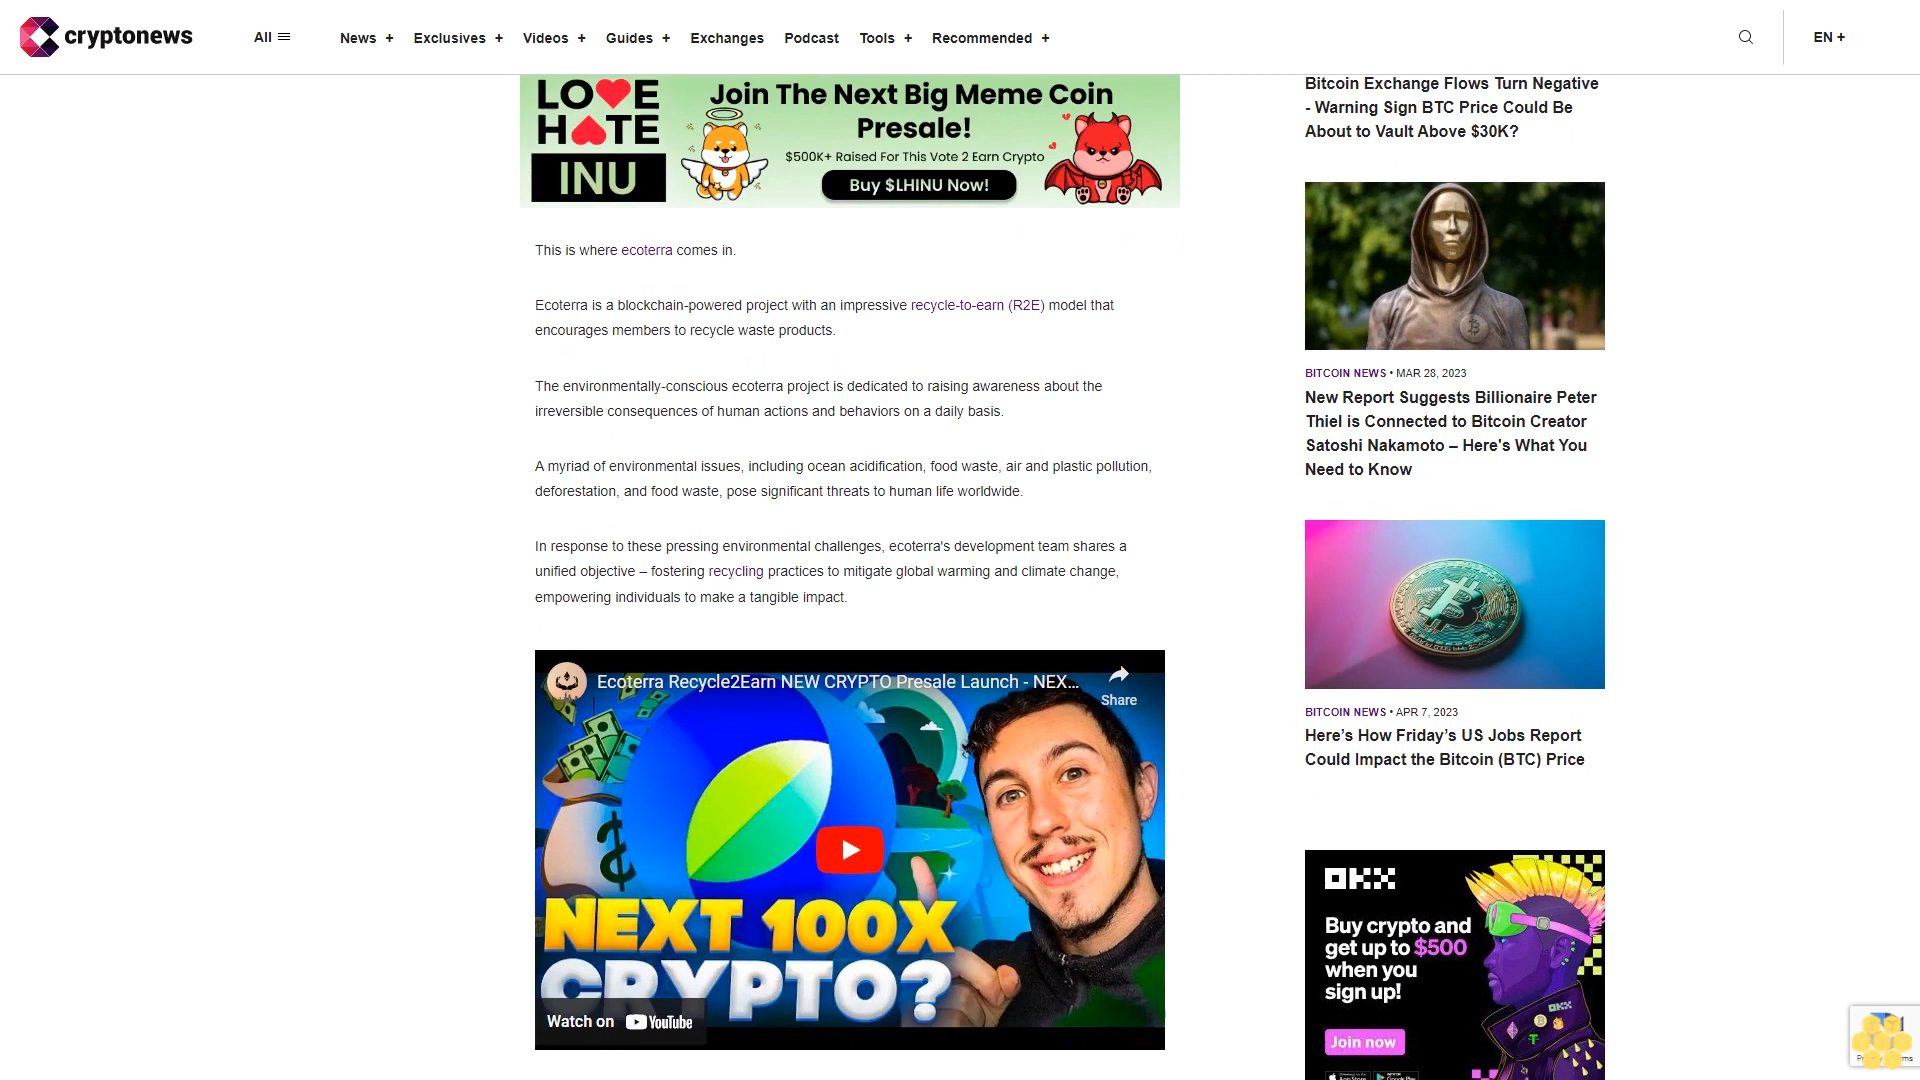 cryptonews
All
News +
Exclusives +
Videos +
Guides +
Exchanges
Podcast
Tools +
Recommended +
EN +
LO E
H TE
INU
Join The Next Big Meme Coin
Presale!
$500K+ Raised For This Vote 2 Earn Crypto
Buy $LHINU Now!
This is where ecoterra comes in.
Ecoterra is a blockchain-powered project with an impressive recycle-to-earn (R2E) model that
encourages members to recycle waste products.
The environmentally-conscious ecoterra project is dedicated to raising awareness about the
irreversible consequences of human actions and behaviors on a daily basis.
A myriad of environmental issues, including ocean acidification, food waste, air and plastic pollution,
deforestation, and food waste, pose significant threats to human life worldwide.
In response to these pressing environmental challenges, ecoterra's development team shares a
unified objective – fostering recycling practices to mitigate global warming and climate change,
empowering individuals to make a tangible impact.
Ecoterra Recycle2Earn NEW CRYPTO Presale Launch - NEX...
Share
NEXT 100X
CRYPTO?
Watch on YouTube
Bitcoin Exchange Flows Turn Negative
- Warning Sign BTC Price Could Be
About to Vault Above $30K?
BITCOIN NEWS • MAR 28, 2023
New Report Suggests Billionaire Peter
Thiel is Connected to Bitcoin Creator
Satoshi Nakamoto – Here's What You
Need to Know
BITCOIN NEWS • APR 7, 2023
Here's How Friday's US Jobs Report
Could Impact the Bitcoin (BTC) Price
OKX
Buy crypto and
get up to $500
when you
sign up!
Join now
OKX